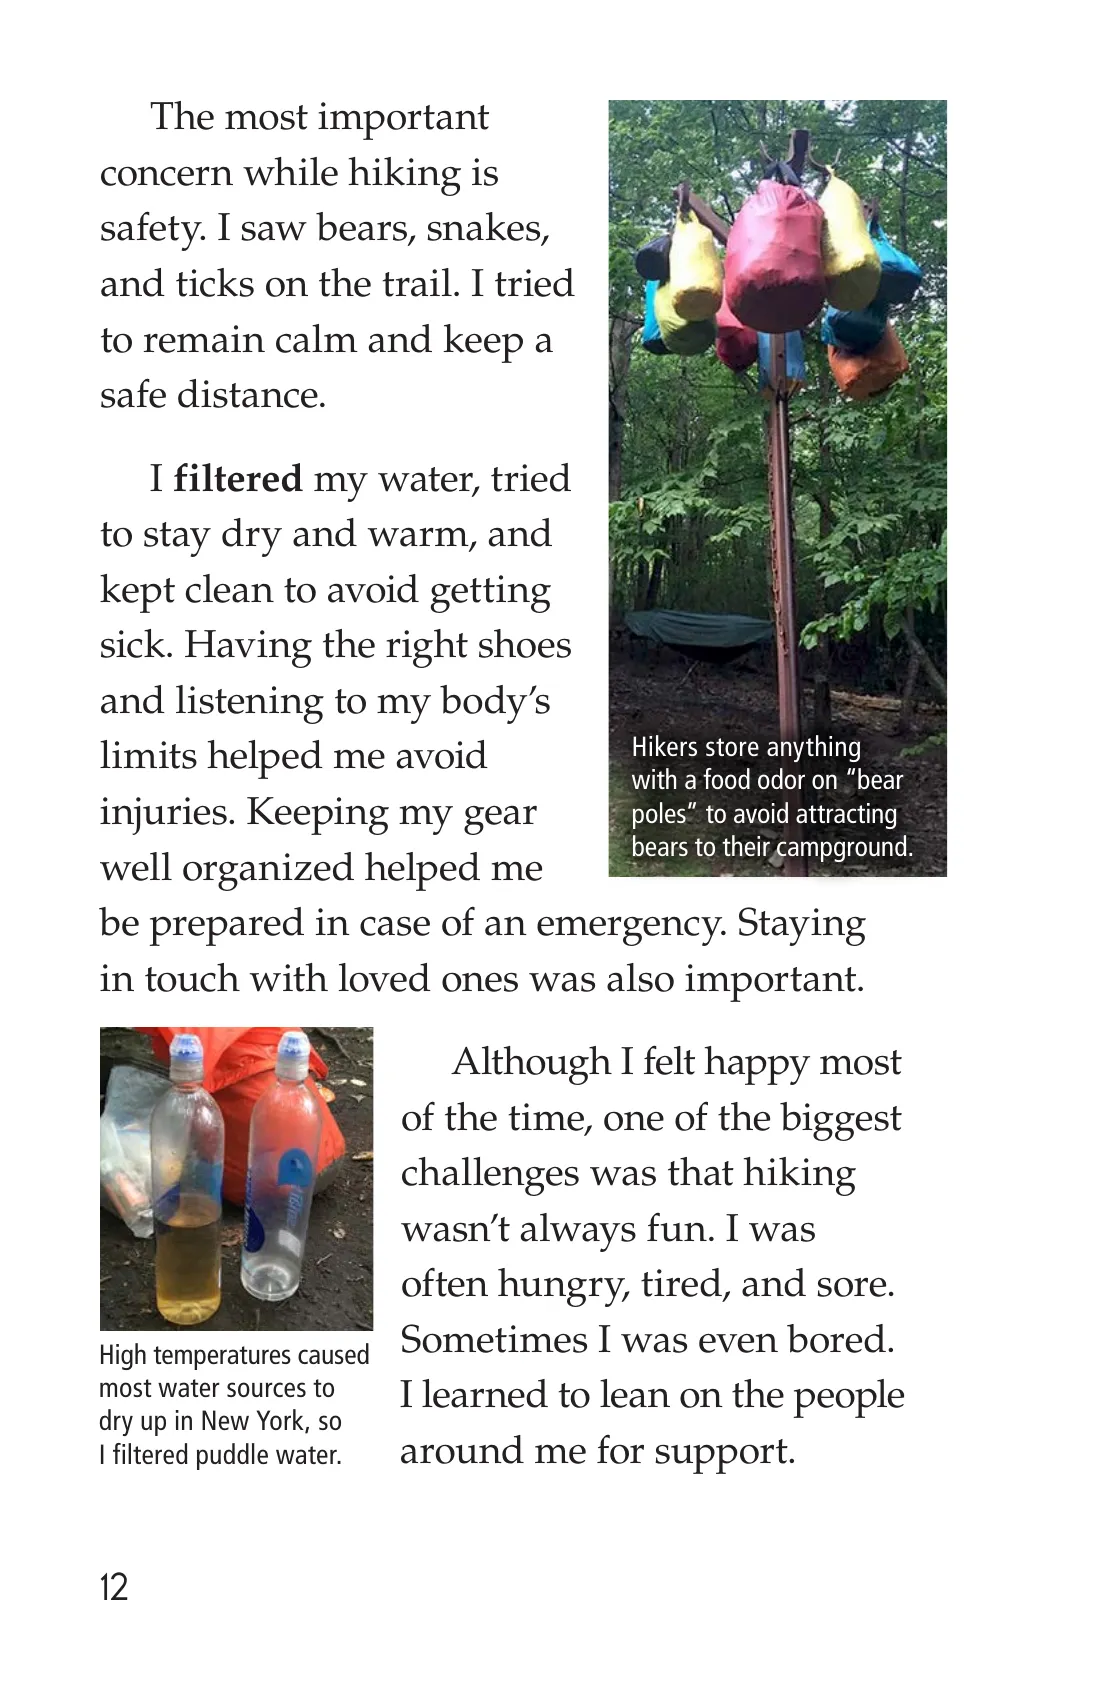 The most important
concern while hiking is
safety. I saw bears, snakes,
and ticks on the trail. I tried
to remain calm and keep a
safe distance.
I filtered my water, tried
to stay dry and warm, and
kept clean to avoid getting
sick. Having the right shoes
and listening to my body’s
limits helped me avoid
injuries. Keeping my gear
well organized helped me
be prepared in case of an emergency. Staying
in touch with loved ones was also important.
Hikers store anything
with a food odor on “bear
poles” to avoid attracting
bears to their campground.
Although I felt happy most
of the time, one of the biggest
challenges was that hiking
wasn’t always fun. I was
often hungry, tired, and sore.
Sometimes I was even bored.
I learned to lean on the people
around me for support.
High temperatures caused
most water sources to
dry up in New York, so
I filtered puddle water.
12